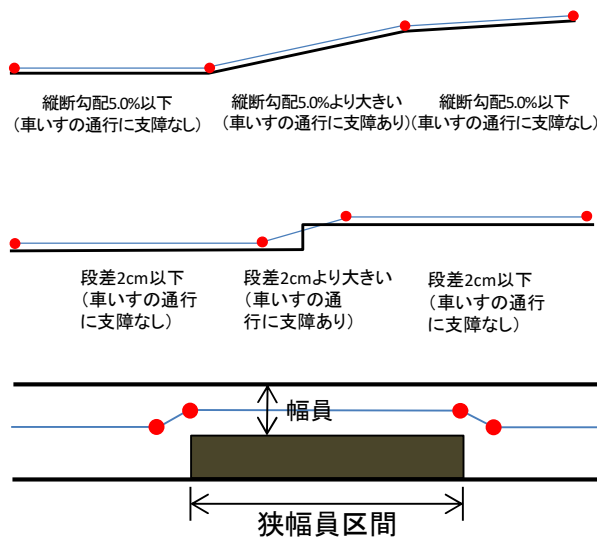 縦断勾配5.0%以下
(車いすの通行に支障なし)
縦断勾配5.0%より大きい
(車いすの通行に支障あり)
縦断勾配5.0%以下
(車いすの通行に支障なし)
段差2cm以下
(車いすの通行
に支障なし)
段差2cmより大きい
(車いすの通
行に支障あり)
段差2cm以下
(車いすの通行
に支障なし)
幅員
狭幅員区間